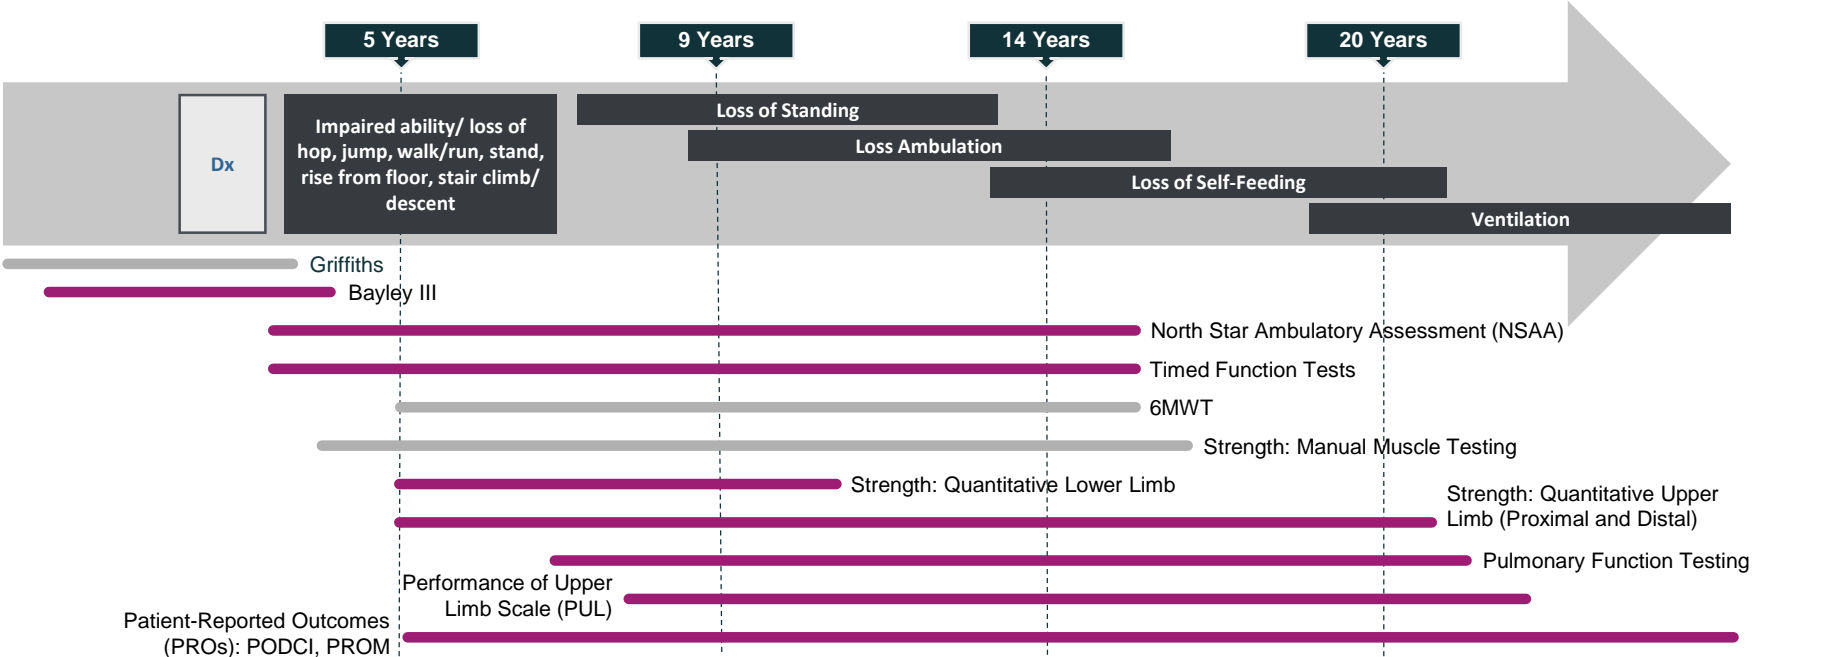 5 Years
9 Years
14 Years
20 Years
Dx
Impaired ability/ loss of
hop, jump, walk/run, stand,
rise from floor, stair climb/
descent
Loss of Standing
Loss Ambulation
Loss of Self-Feeding
Ventilation
Griffiths
Bayley III
North Star Ambulatory Assessment (NSAA)
Timed Function Tests
6MWT
Strength: Manual Muscle Testing
Strength: Quantitative Lower Limb
Strength: Quantitative Upper
Limb (Proximal and Distal)
Pulmonary Function Testing
Performance of Upper
Limb Scale (PUL)
Patient-Reported Outcomes
(PROs): PODCI, PROM